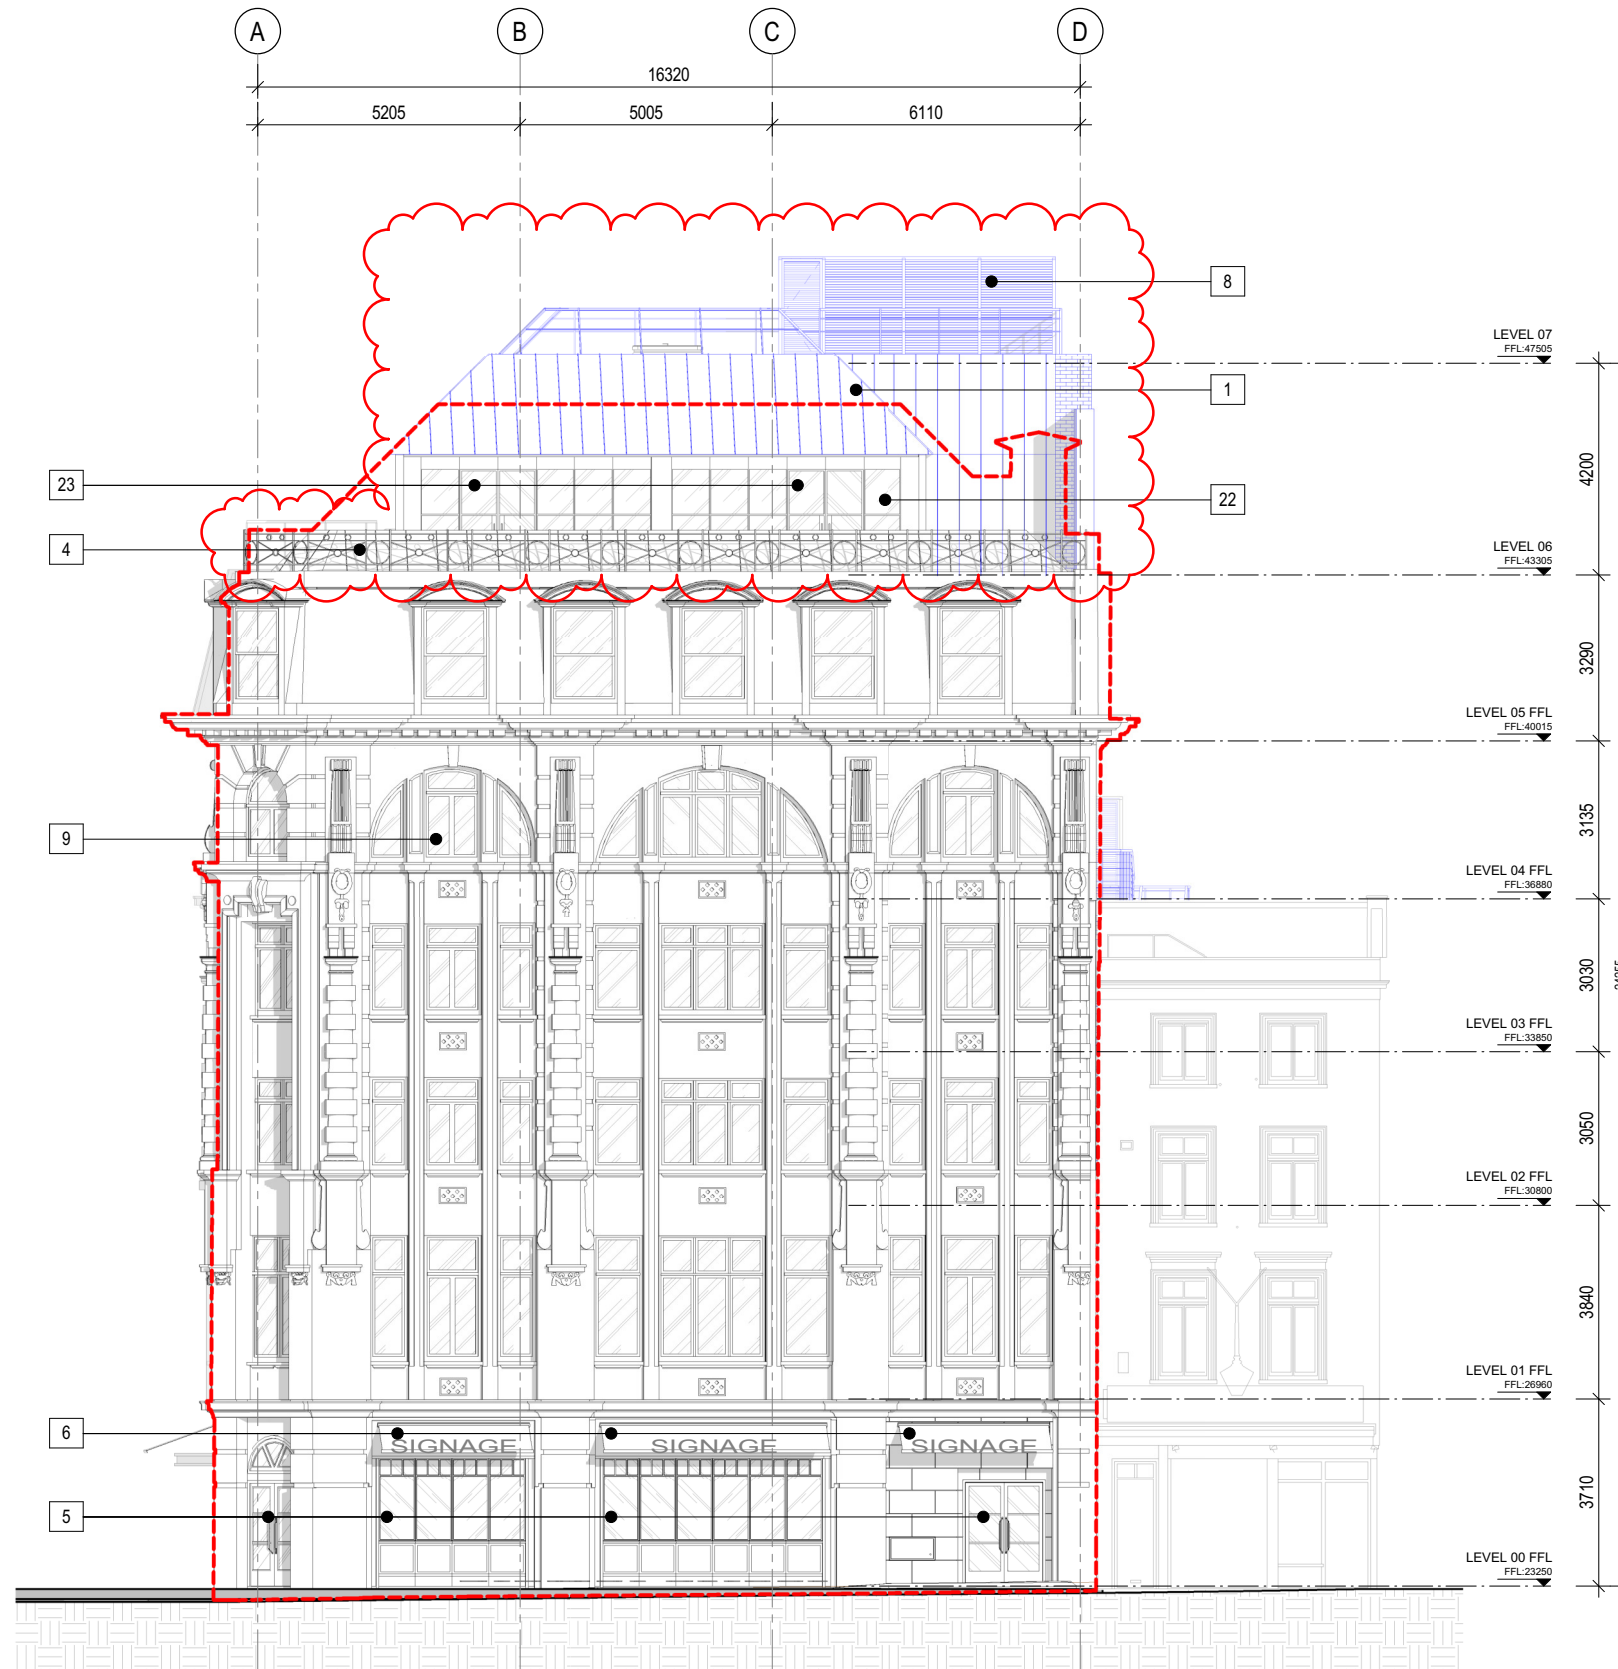 A B C D
16320
5205 5005 6110
8
LEVEL 07
FFL:47505
1
4200
23
22
4
LEVEL 06
FFL:43305
3290
LEVEL 05 FFL
FFL:40015
9
3135
LEVEL 04 FFL
FFL:36880
3030
LEVEL 03 FFL
FFL:33850
3050
LEVEL 02 FFL
FFL:30800
3840
LEVEL 01 FFL
FFL:26960
6
SIGNAGE SIGNAGE SIGNAGE
5
3710
LEVEL 00 FFL
FFL:23250